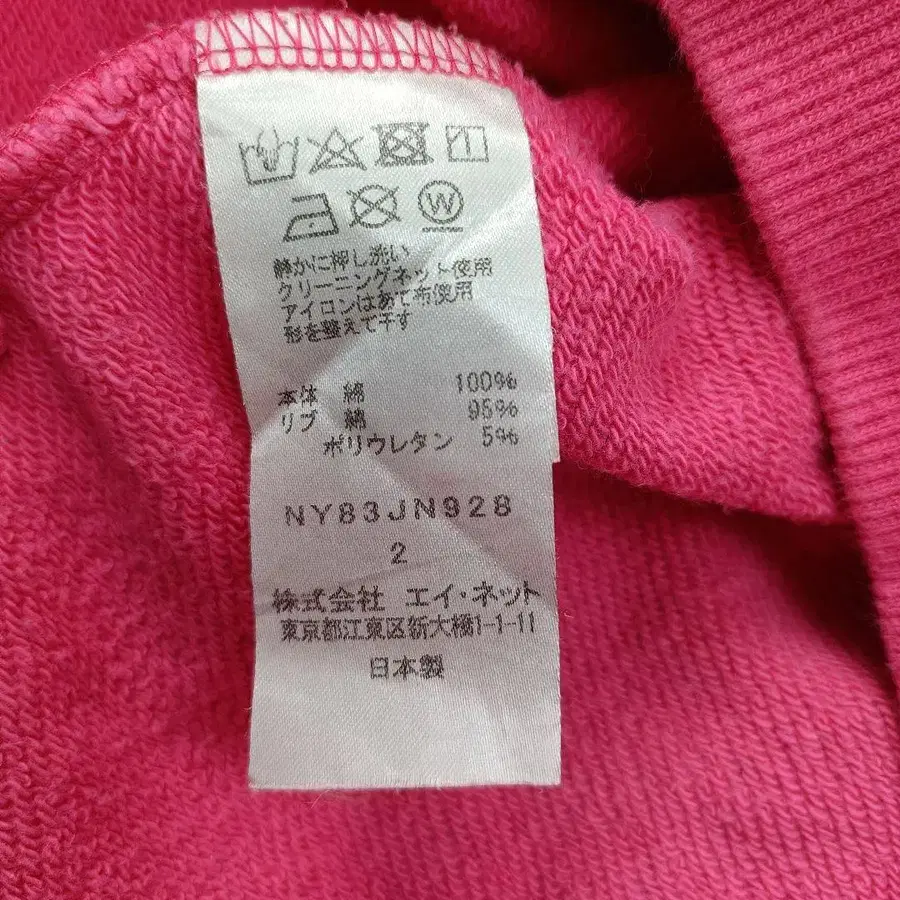 静かに押し洗い
クリーニングネット使用
アイロンはあて布使用
形を整えて干す
本体 綿 100%
リブ 綿 95%
ポリウレタン 5%
NY83JN928
2
株式会社 エイ・ネット
東京都江東区新大橋1-1-11
日本製